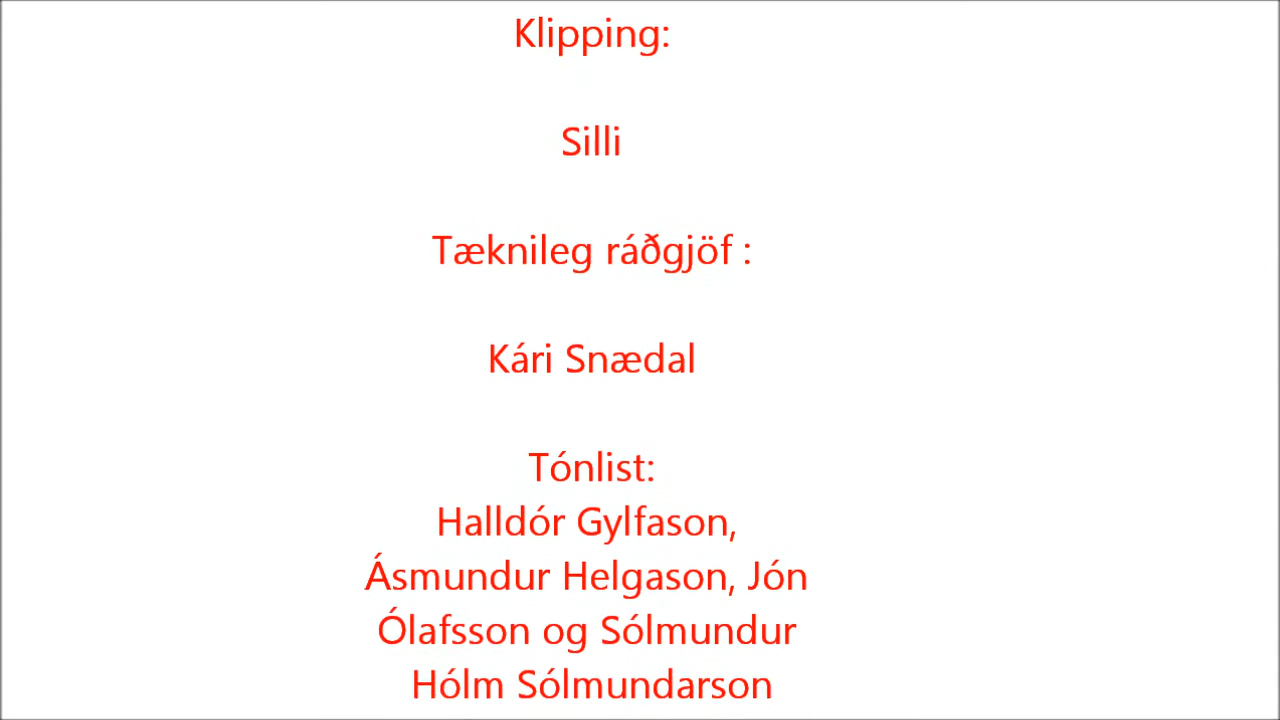 Klipping:
Silli
Tæknileg ráðgjöf :
Kári Snædal
Tónlist:
Halldór Gylfason,
Ásmundur Helgason, Jón
Ólafsson og Sólmundur
Hólm Sólmundarson